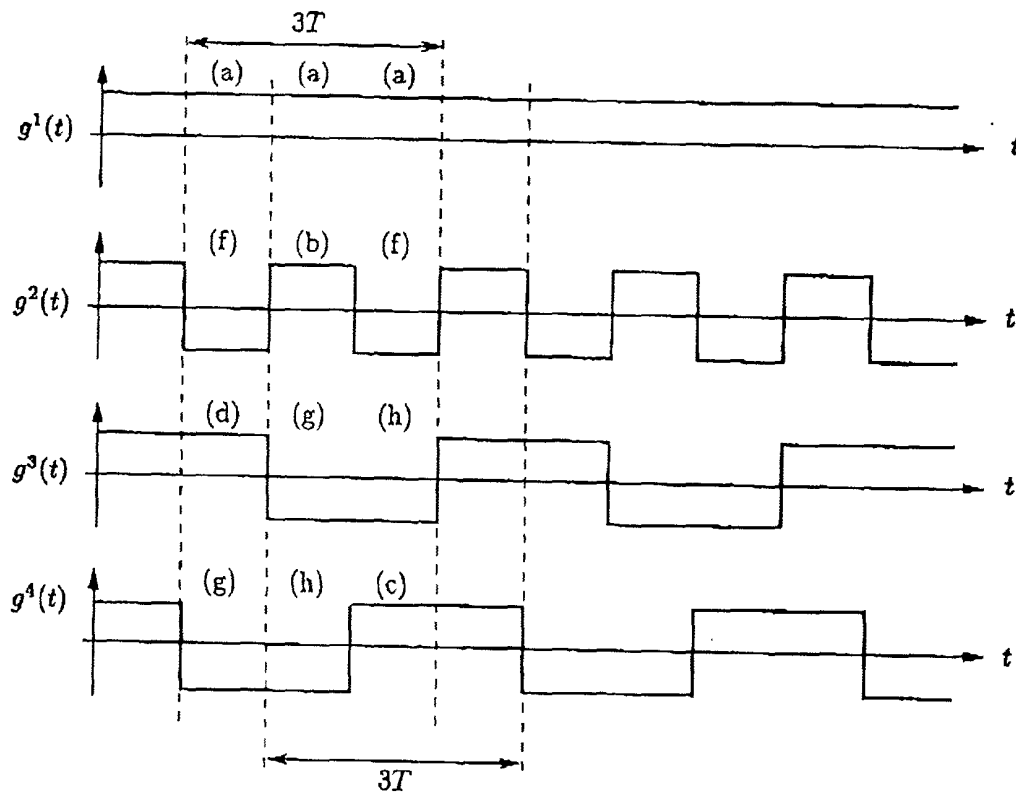 3T
(a) (a) (a)
g¹(t) t
(f) (b) (f)
g²(t) t
(d) (g) (h)
g³(t) t
(g) (h) (c)
g⁴(t) t
3T